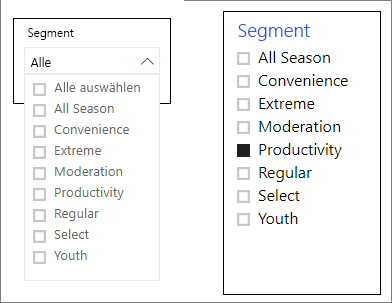 Segment
Alle
Alle auswählen
All Season
Convenience
Extreme
Moderation
Productivity
Regular
Select
Youth
Segment
All Season
Convenience
Extreme
Moderation
Productivity
Regular
Select
Youth